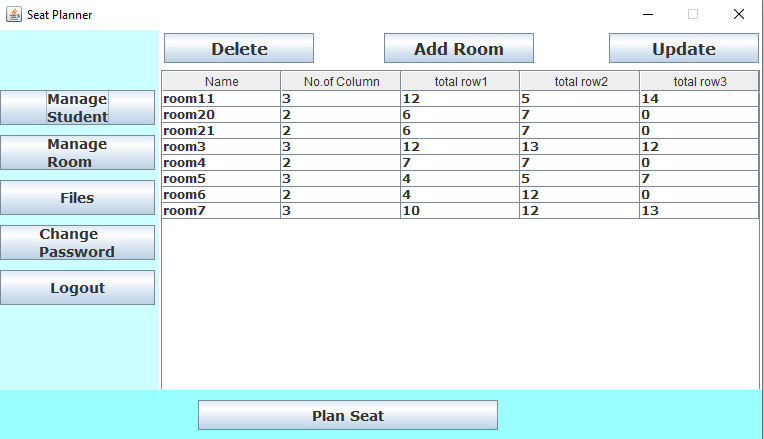 Seat Planner
Delete Add Room Update
Name No.of Column total row1 total row2 total row3
room11 3 12 5 14
room20 2 6 7 0
room21 2 6 7 0
room3 3 12 13 12
room4 2 7 7 0
room5 3 4 5 7
room6 2 4 12 0
room7 3 10 12 13
Manage
Student
Manage
Room
Files
Change
Password
Logout
Plan Seat